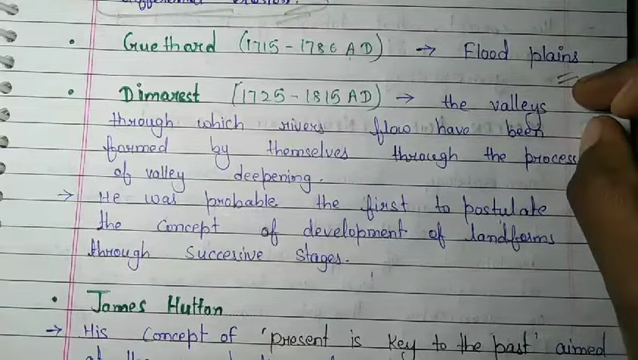 • Guethard (1715-1786 AD) → Flood plains
• Dimarest (1725-1815 AD) → the valleys
through which rivers flow have been
formed by themselves through the process
of valley deepening.
→ He was probable the first to postulate
the concept of development of landforms
through successive stages.
• James Hutton
→ His concept of 'present is key to the past' aimed